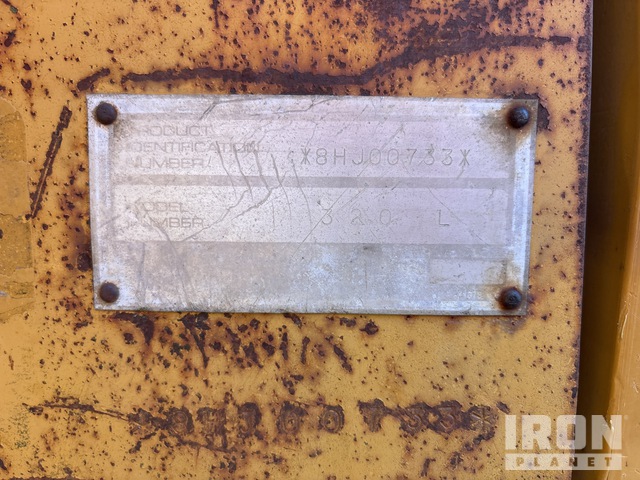 PRODUCT
IDENTIFICATION
NUMBER *8HJ00733*
MODEL
NUMBER 320 L
IRON
PLANET